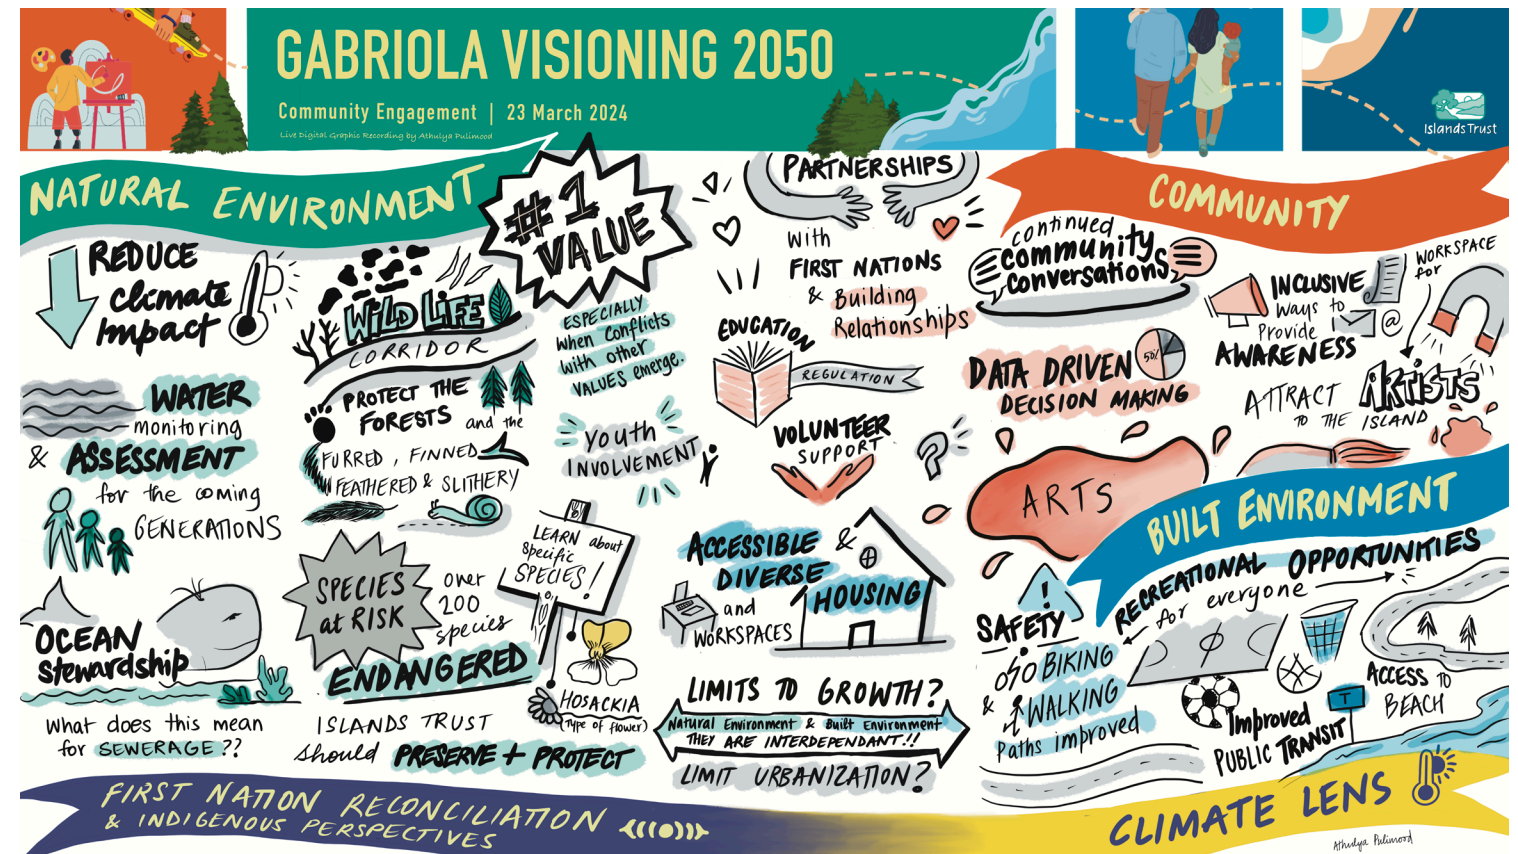 GABRIOLA VISIONING 2050
Community Engagement | 23 March 2024
Live Digital Graphic Recording by Athulya Pulimood
Islands Trust
NATURAL ENVIRONMENT
#1
VALUE
ESPECIALLY
when conflicts
with other
VALUES emerge.
REDUCE
climate
impact
WILDLIFE
CORRIDOR
PROTECT THE
FORESTS and the
FURRED, FINNED
FEATHERED & SLITHERY
WATER
monitoring
& ASSESSMENT
for the coming
GENERATIONS
OCEAN
stewardship
What does this mean
for SEWERAGE??
SPECIES
at RISK
over
200
species
ENDANGERED
LEARN about
specific
SPECIES!
HOSACKIA
(Type of flower)
ISLANDS TRUST
should PRESERVE + PROTECT
PARTNERSHIPS
with
FIRST NATIONS
& Building
Relationships
EDUCATION
REGULATION
youth
INVOLVEMENT
VOLUNTEER
SUPPORT
?
ACCESSIBLE &
DIVERSE
HOUSING
and
WORKSPACES
LIMITS TO GROWTH?
Natural Environment & Built Environment
THEY ARE INTERDEPENDANT!!
LIMIT URBANIZATION?
COMMUNITY
continued
community
conversations
INCLUSIVE
ways to
Provide
AWARENESS
!
@
WORKSPACE
for
ARTISTS
ATTRACT
TO THE ISLAND
DATA DRIVEN
DECISION MAKING
50%
ARTS
BUILT ENVIRONMENT
RECREATIONAL OPPORTUNITIES
for everyone
!
SAFETY
BIKING
& WALKING
Paths improved
T
Improved
PUBLIC TRANSIT
ACCESS TO
BEACH
FIRST NATION RECONCILIATION
& INDIGENOUS PERSPECTIVES
CLIMATE LENS
Athulya Pulimood